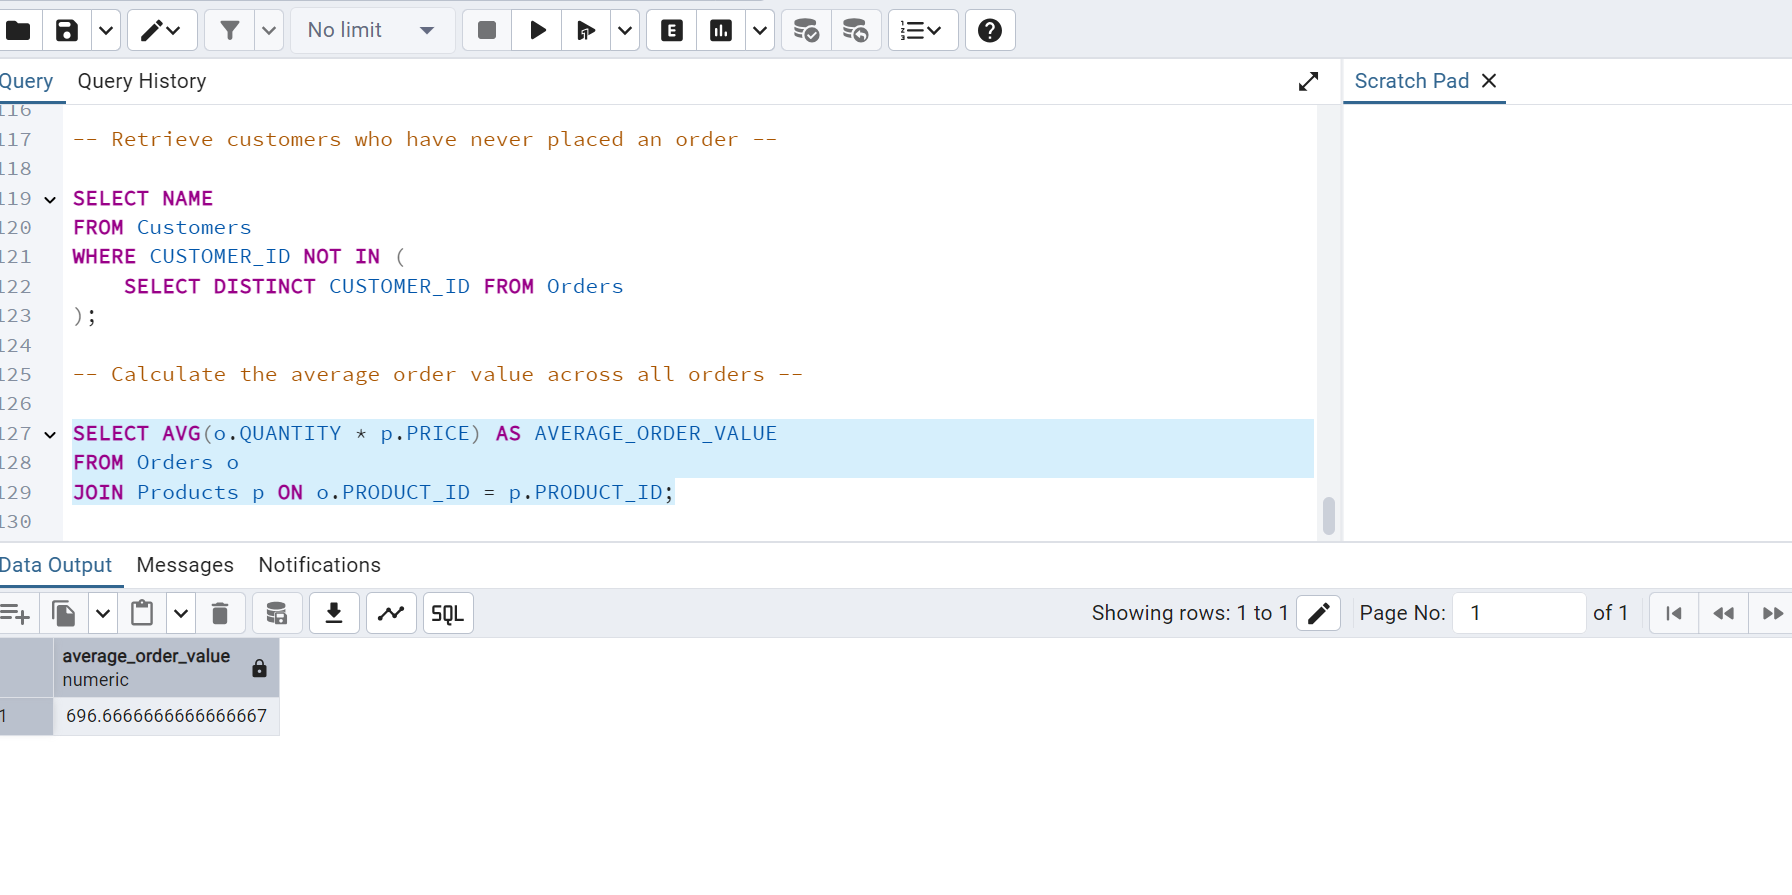 No limit
E
Query
Query History
Scratch Pad
116
117 -- Retrieve customers who have never placed an order --
118
119 SELECT NAME
120 FROM Customers
121 WHERE CUSTOMER_ID NOT IN (
122 SELECT DISTINCT CUSTOMER_ID FROM Orders
123 );
124
125 -- Calculate the average order value across all orders --
126
127 SELECT AVG(o.QUANTITY * p.PRICE) AS AVERAGE_ORDER_VALUE
128 FROM Orders o
129 JOIN Products p ON o.PRODUCT_ID = p.PRODUCT_ID;
130
Data Output Messages Notifications
SQL Showing rows: 1 to 1 Page No: 1 of 1
average_order_value
numeric
1 696.6666666666666667